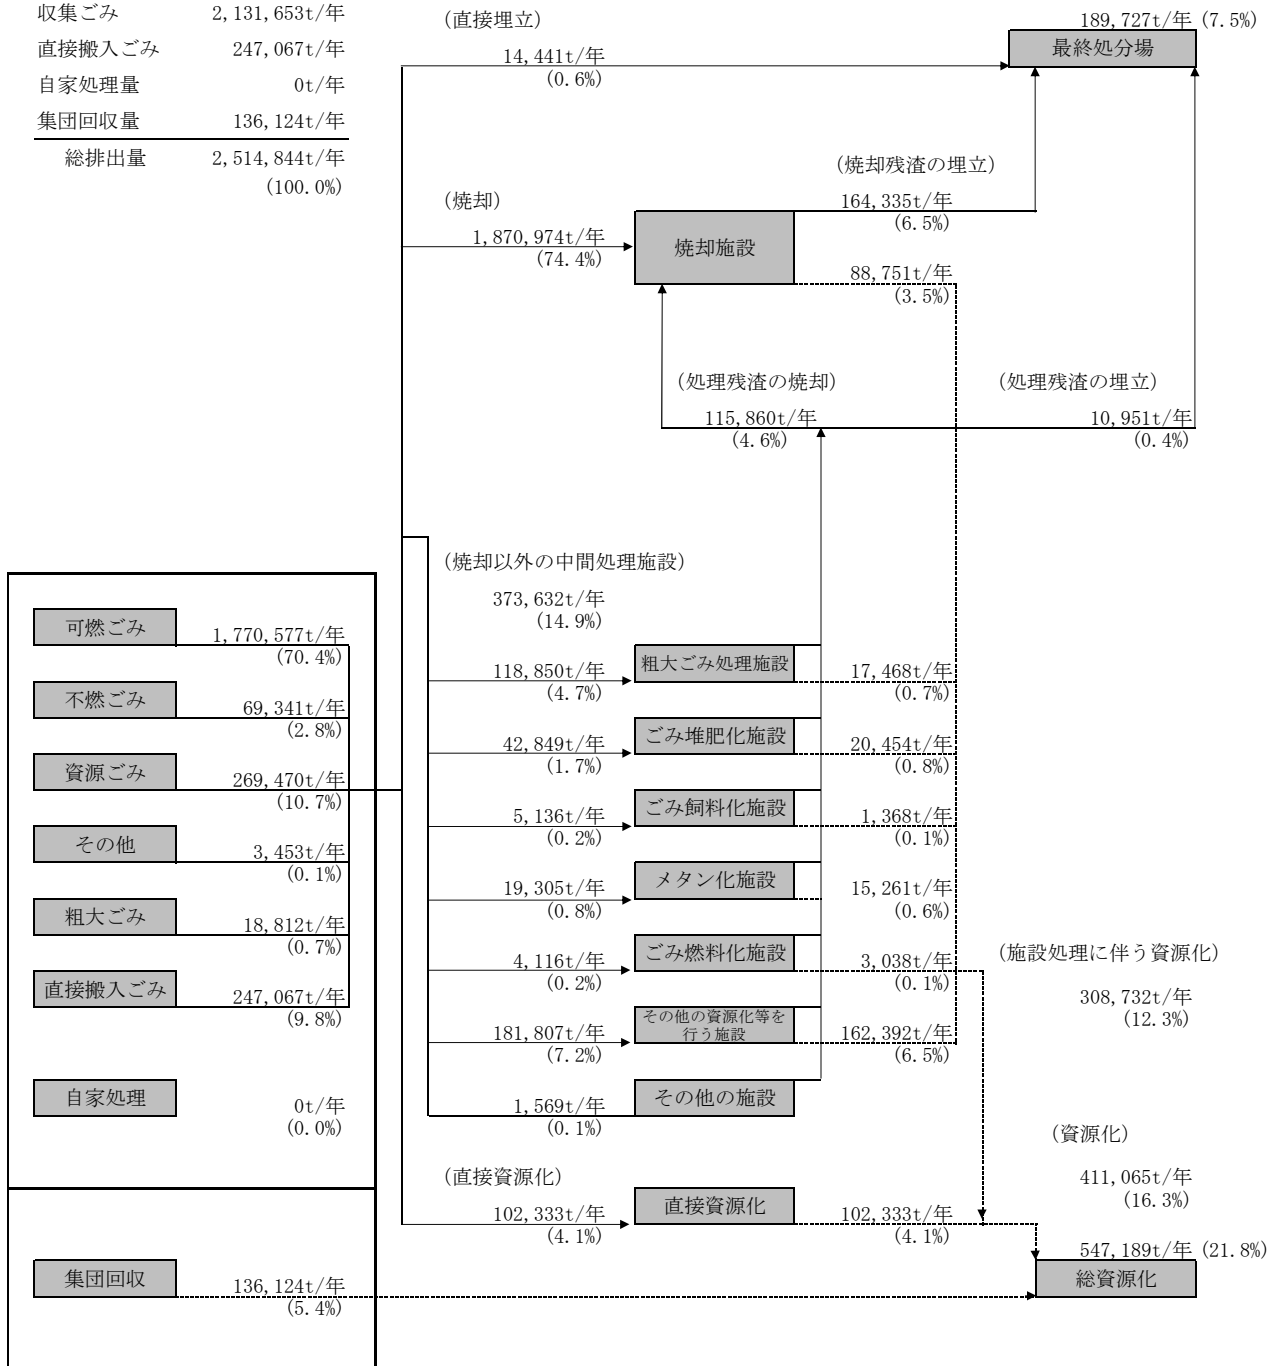 収集ごみ 2,131,653t/年
直接搬入ごみ 247,067t/年
自家処理量 0t/年
集団回収量 136,124t/年
総排出量 2,514,844t/年
(100.0%)
(直接埋立)
14,441t/年
(0.6%)
189,727t/年 (7.5%)
最終処分場
(焼却)
1,870,974t/年
(74.4%)
焼却施設
(焼却残渣の埋立)
164,335t/年
(6.5%)
88,751t/年
(3.5%)
(処理残渣の焼却)
115,860t/年
(4.6%)
(処理残渣の埋立)
10,951t/年
(0.4%)
(焼却以外の中間処理施設)
373,632t/年
(14.9%)
可燃ごみ
1,770,577t/年
(70.4%)
不燃ごみ
69,341t/年
(2.8%)
資源ごみ
269,470t/年
(10.7%)
その他
3,453t/年
(0.1%)
粗大ごみ
18,812t/年
(0.7%)
直接搬入ごみ
247,067t/年
(9.8%)
自家処理
0t/年
(0.0%)
集団回収
136,124t/年
(5.4%)
118,850t/年
(4.7%)
粗大ごみ処理施設
17,468t/年
(0.7%)
42,849t/年
(1.7%)
ごみ堆肥化施設
20,454t/年
(0.8%)
5,136t/年
(0.2%)
ごみ飼料化施設
1,368t/年
(0.1%)
19,305t/年
(0.8%)
メタン化施設
15,261t/年
(0.6%)
4,116t/年
(0.2%)
ごみ燃料化施設
3,038t/年
(0.1%)
181,807t/年
(7.2%)
その他の資源化等を
行う施設
162,392t/年
(6.5%)
1,569t/年
(0.1%)
その他の施設
(直接資源化)
102,333t/年
(4.1%)
直接資源化
102,333t/年
(4.1%)
(施設処理に伴う資源化)
308,732t/年
(12.3%)
(資源化)
411,065t/年
(16.3%)
547,189t/年 (21.8%)
総資源化